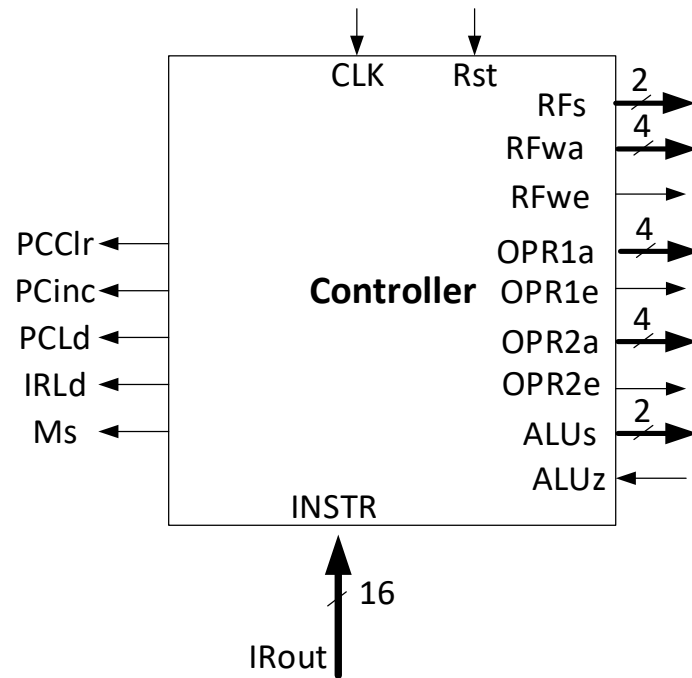 CLK Rst
RFs 2
RFwa 4
RFwe
PCClr
OPR1a 4
PCinc
Controller
OPR1e
PCLd
OPR2a 4
IRLd
OPR2e
Ms
ALUs 2
ALUz
INSTR
16
IRout